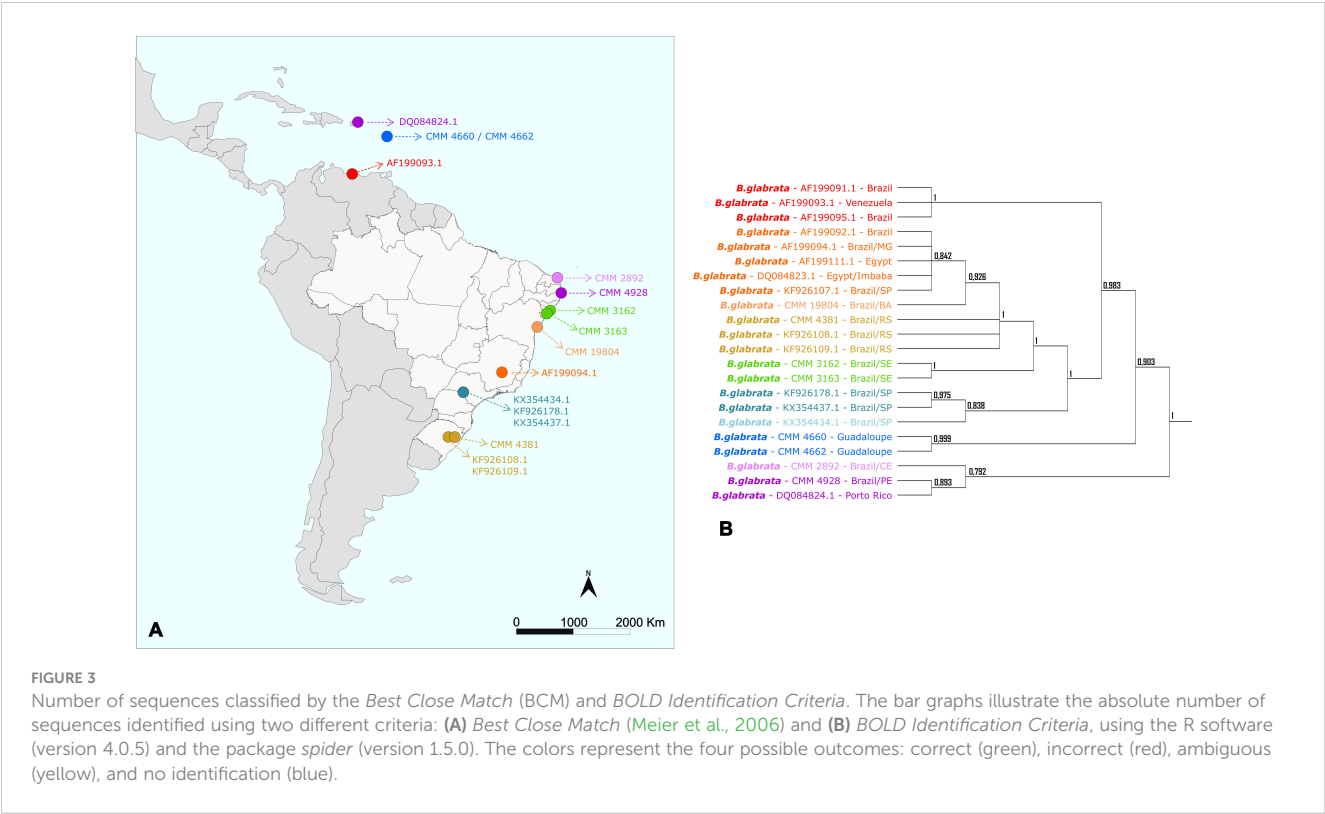 DQ084824.1
CMM 4660 / CMM 4662
AF199093.1
CMM 2892
CMM 4928
CMM 3162
CMM 3163
CMM 19804
AF199094.1
KX354434.1
KF926178.1
KX354437.1
CMM 4381
KF926108.1
KF926109.1
N
0 1000 2000 Km
A
B.glabrata - AF199091.1 - Brazil
B.glabrata - AF199093.1 - Venezuela
B.glabrata - AF199095.1 - Brazil
B.glabrata - AF199092.1 - Brazil
B.glabrata - AF199094.1 - Brazil/MG
B.glabrata - AF199111.1 - Egypt
B.glabrata - DQ084823.1 - Egypt/Imbaba
B.glabrata - KF926107.1 - Brazil/SP
B.glabrata - CMM 19804 - Brazil/BA
B.glabrata - CMM 4381 - Brazil/RS
B.glabrata - KF926108.1 - Brazil/RS
B.glabrata - KF926109.1 - Brazil/RS
B.glabrata - CMM 3162 - Brazil/SE
B.glabrata - CMM 3163 - Brazil/SE
B.glabrata - KF926178.1 - Brazil/SP
B.glabrata - KX354437.1 - Brazil/SP
B.glabrata - KX354434.1 - Brazil/SP
B.glabrata - CMM 4660 - Guadaloupe
B.glabrata - CMM 4662 - Guadaloupe
B.glabrata - CMM 2892 - Brazil/CE
B.glabrata - CMM 4928 - Brazil/PE
B.glabrata - DQ084824.1 - Porto Rico
1
0,842
0,926
0,983
1
1
0,903
1
1
0,975
0,838
1
0,999
0,792
0,893
B
FIGURE 3
Number of sequences classified by the Best Close Match (BCM) and BOLD Identification Criteria. The bar graphs illustrate the absolute number of
sequences identified using two different criteria: (A) Best Close Match (Meier et al., 2006) and (B) BOLD Identification Criteria, using the R software
(version 4.0.5) and the package spider (version 1.5.0). The colors represent the four possible outcomes: correct (green), incorrect (red), ambiguous
(yellow), and no identification (blue).